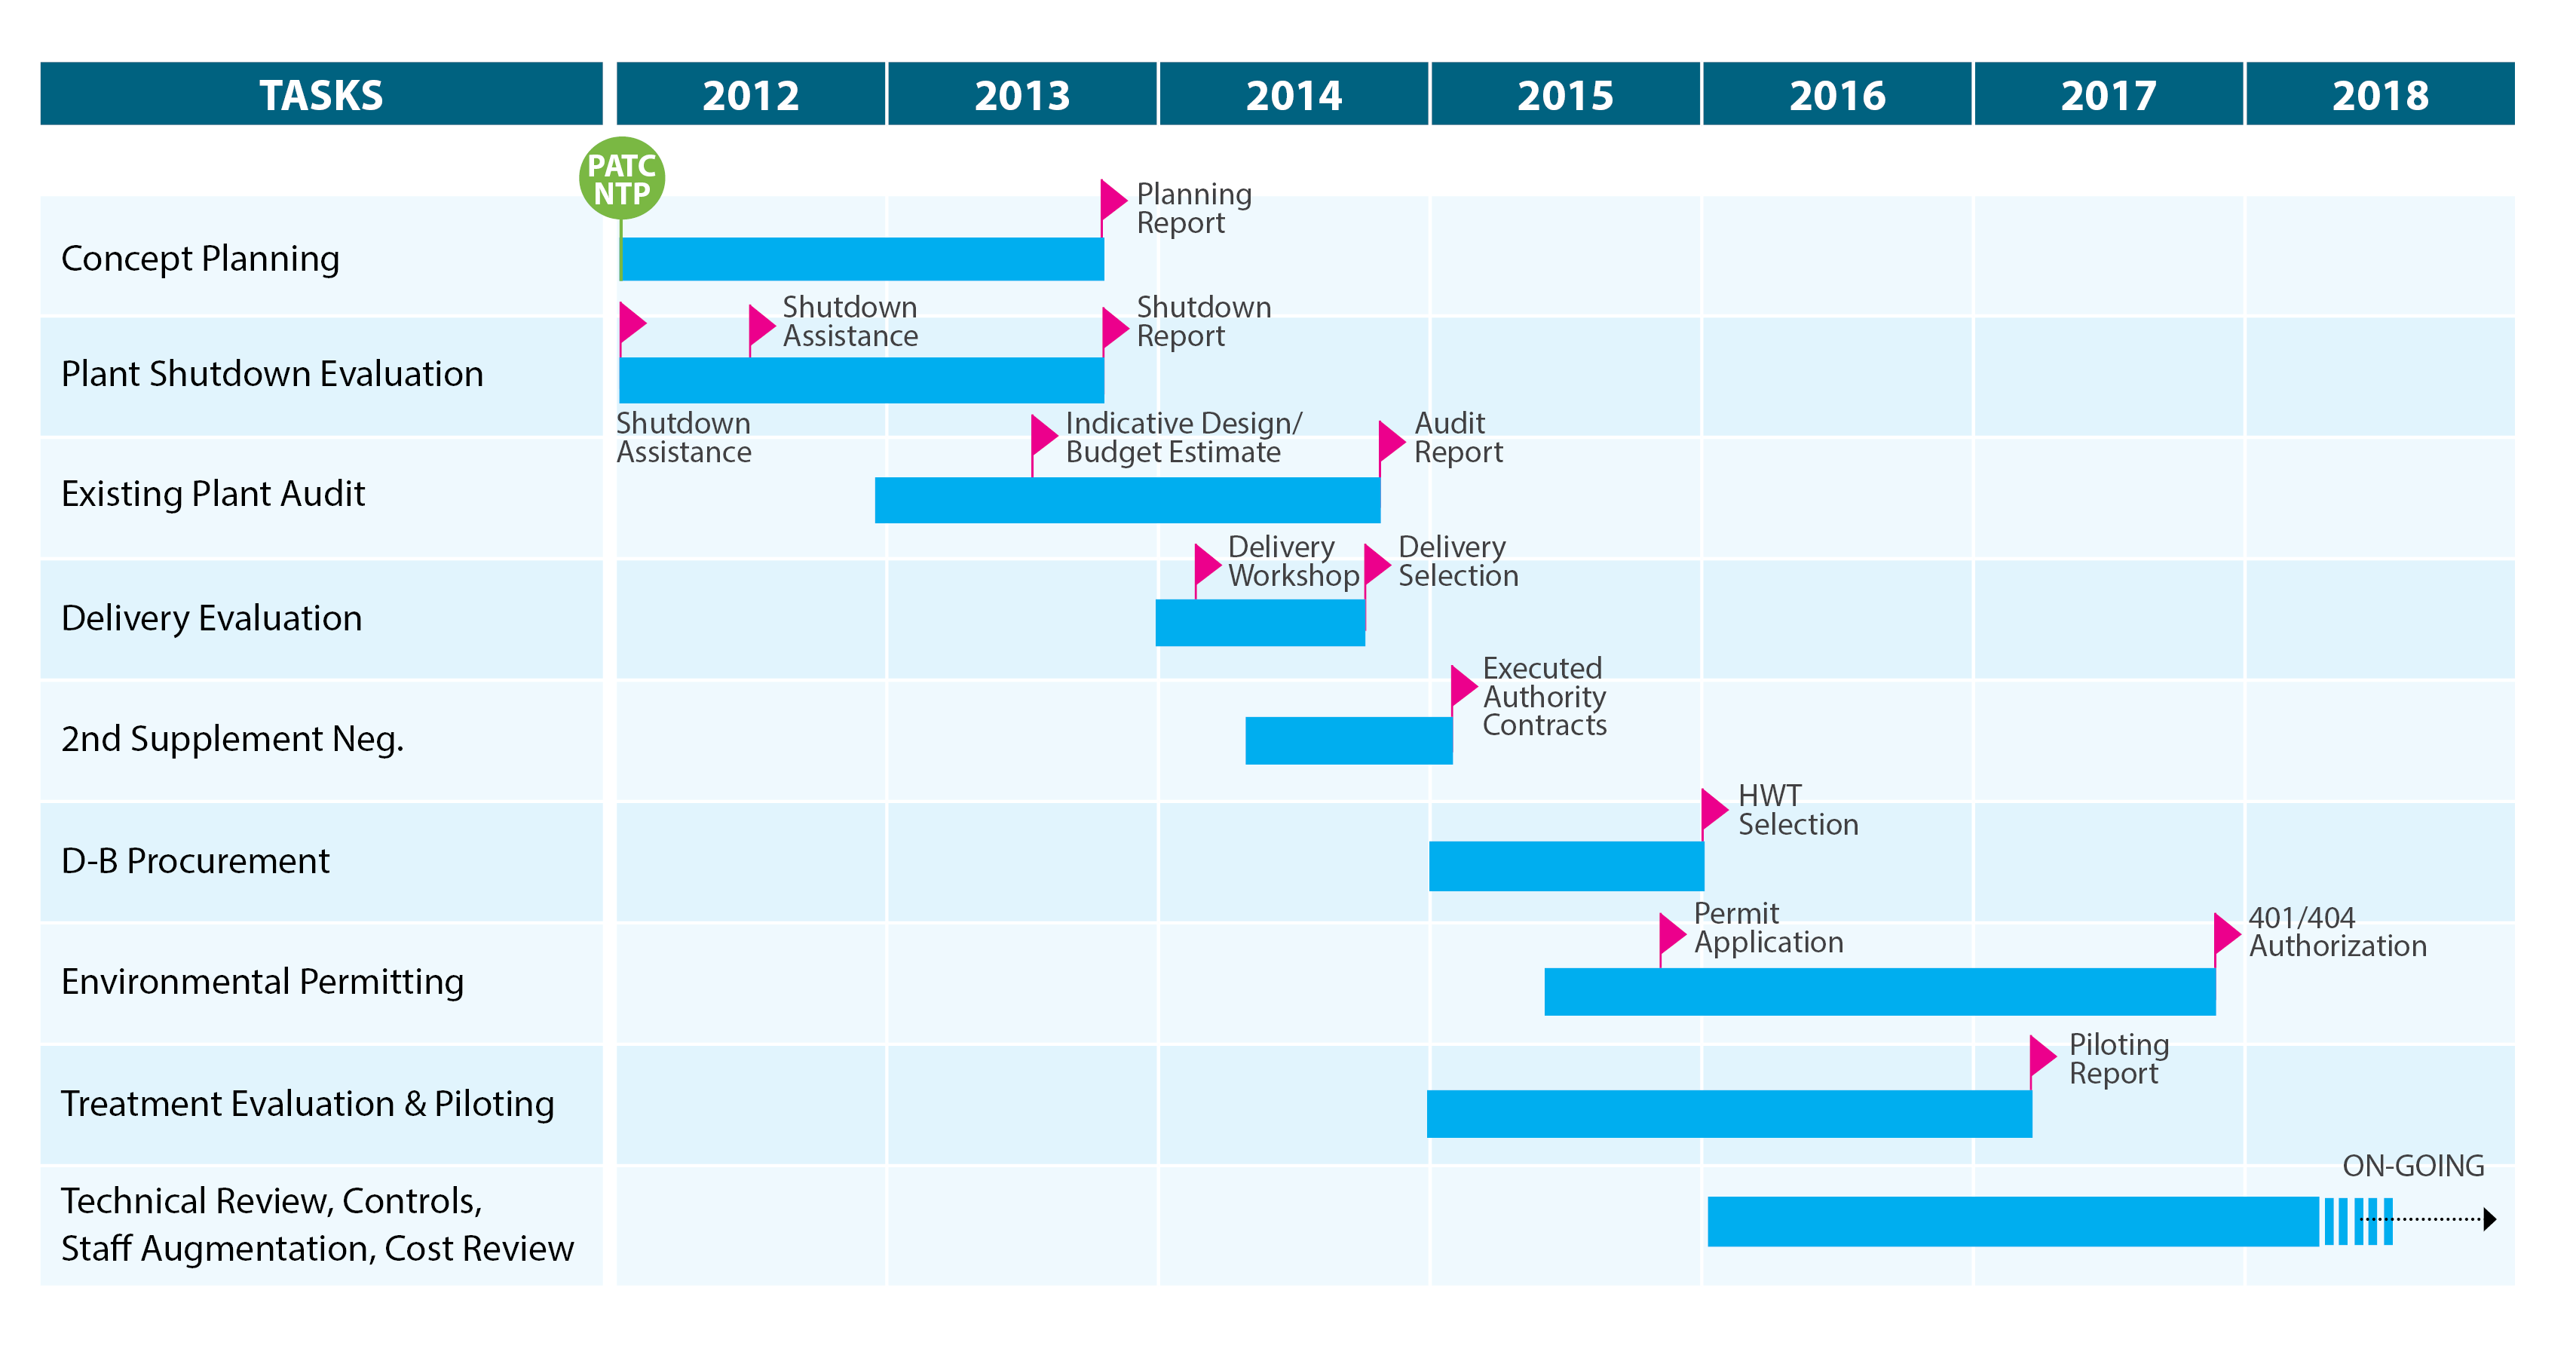 TASKS 2012 2013 2014 2015 2016 2017 2018
PATC
NTP
Planning
Report
Concept Planning
Shutdown
Assistance
Shutdown
Report
Plant Shutdown Evaluation
Shutdown
Assistance
Indicative Design/
Budget Estimate
Audit
Report
Existing Plant Audit
Delivery
Workshop
Delivery
Selection
Delivery Evaluation
Executed
Authority
Contracts
2nd Supplement Neg.
HWT
Selection
D-B Procurement
Permit
Application
401/404
Authorization
Environmental Permitting
Piloting
Report
Treatment Evaluation & Piloting
ON-GOING
Technical Review, Controls,
Staff Augmentation, Cost Review